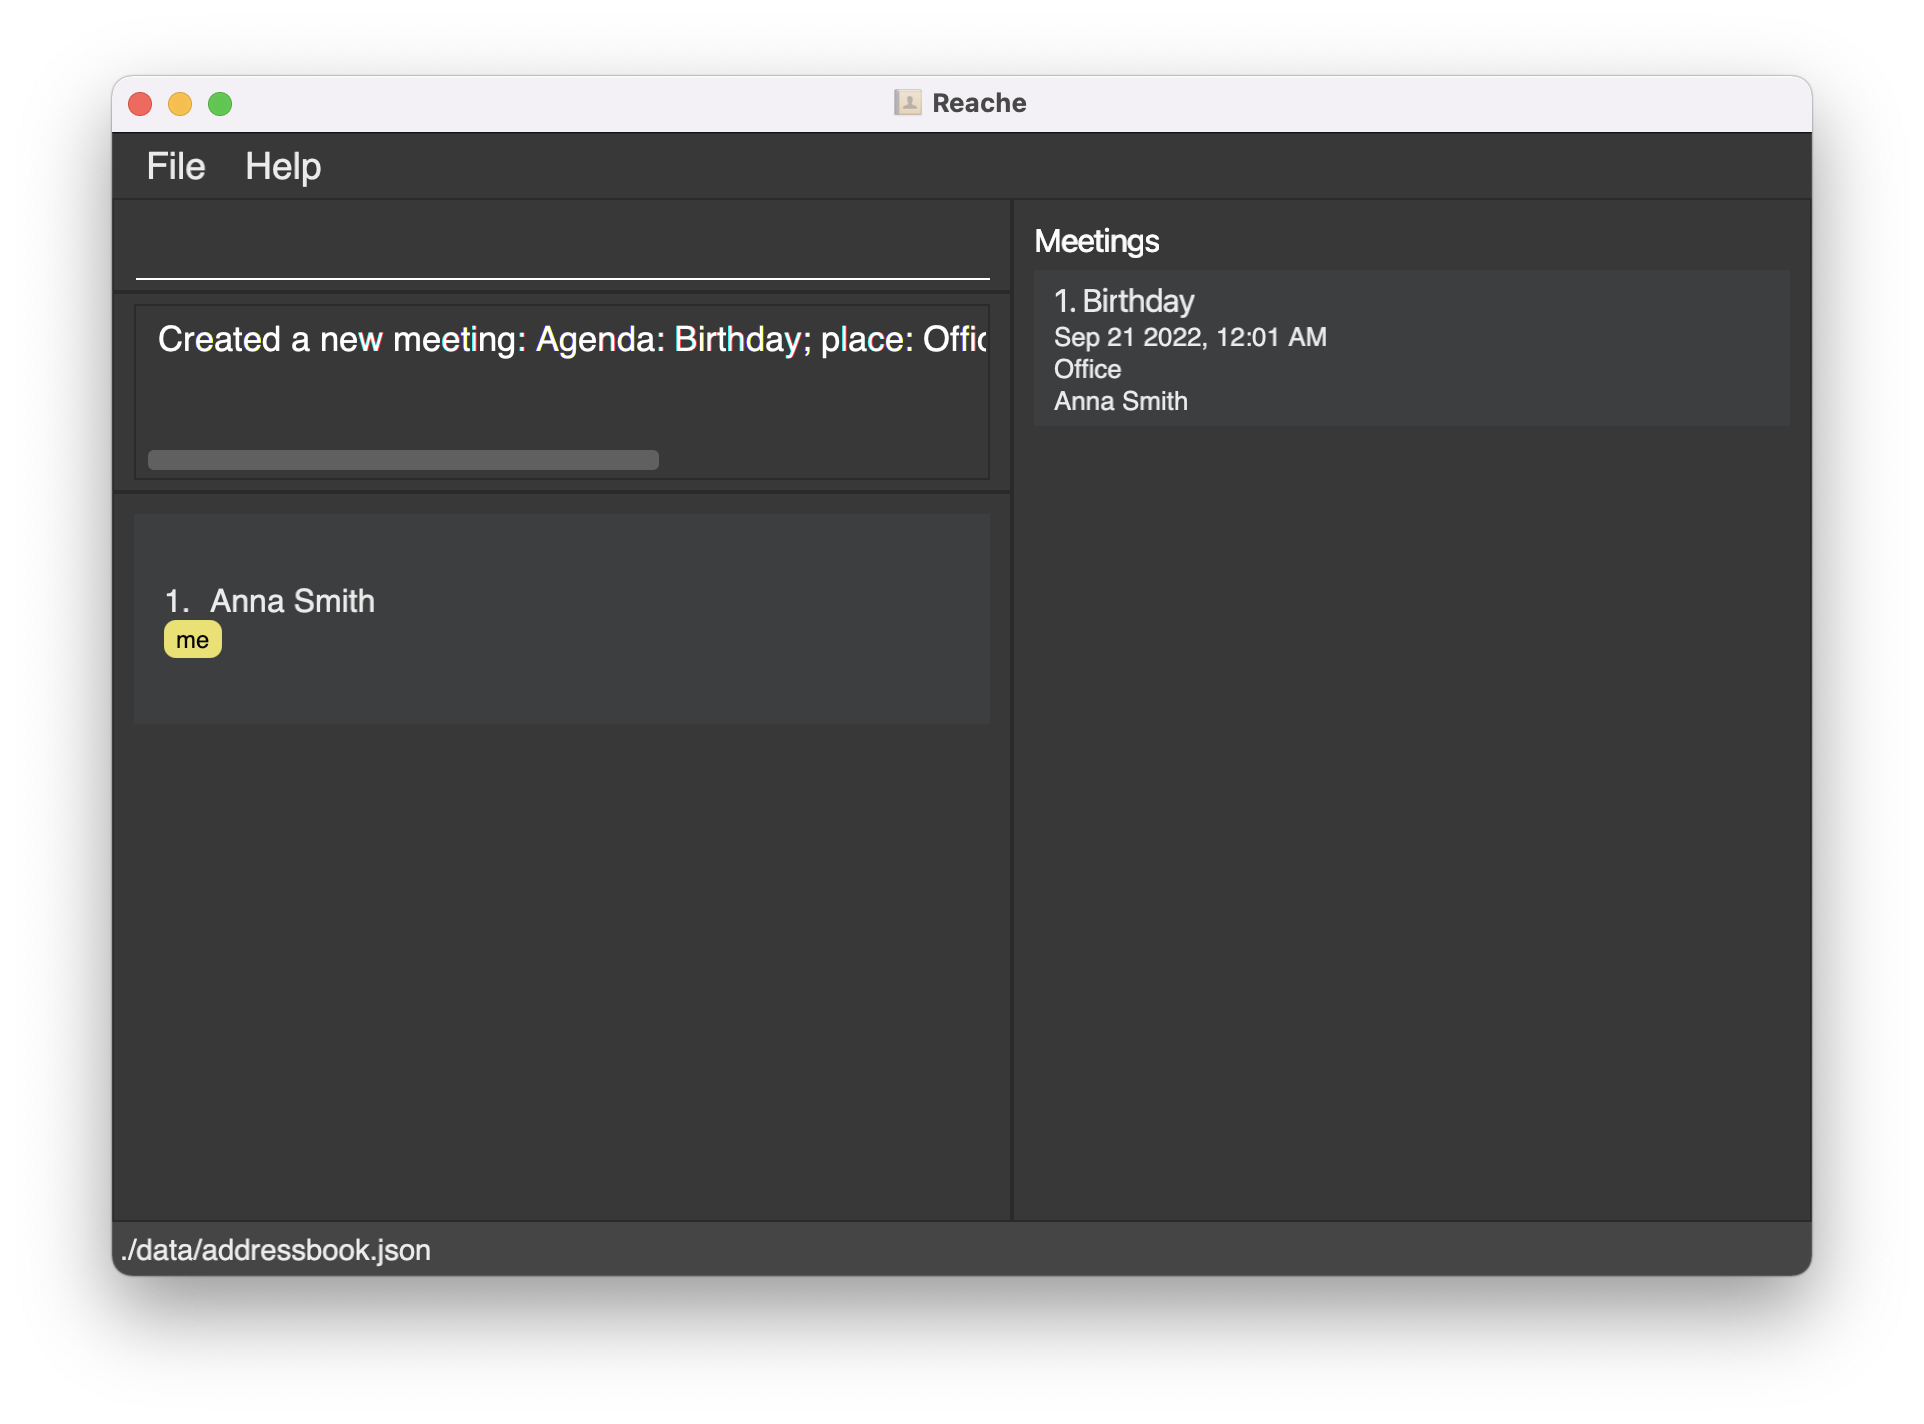 Reache
File Help
Created a new meeting: Agenda: Birthday; place: Offic
1. Anna Smith
me
Meetings
1. Birthday
Sep 21 2022, 12:01 AM
Office
Anna Smith
./data/addressbook.json